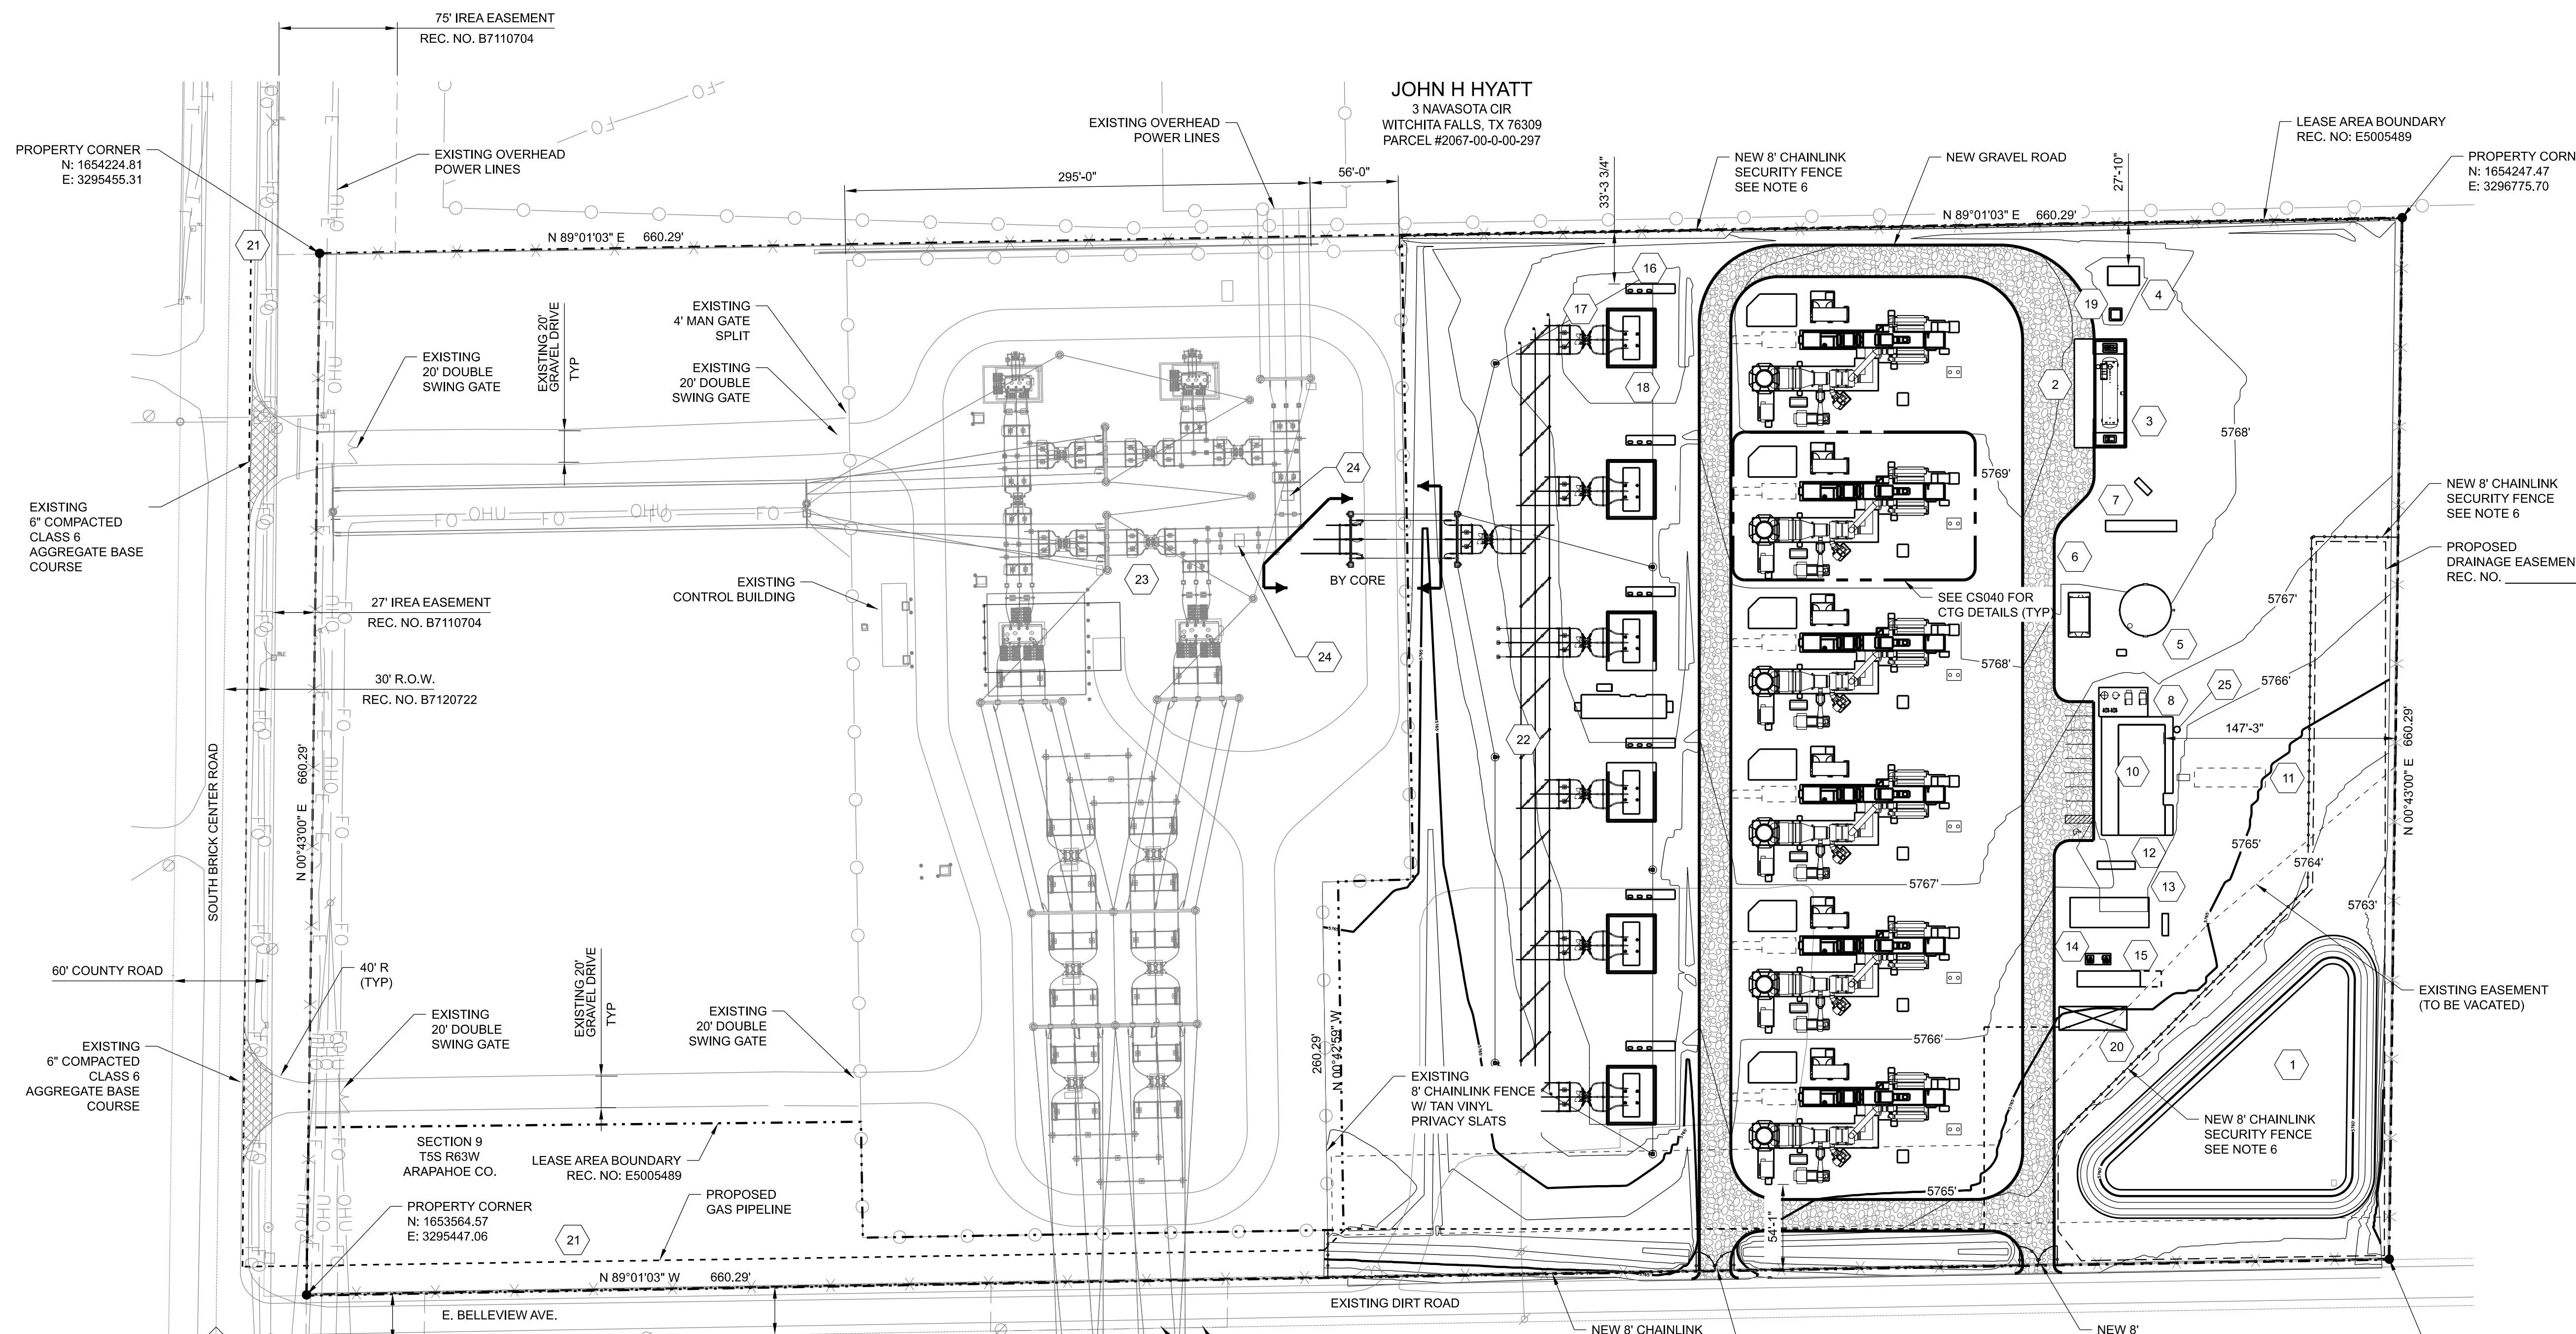 75' IREA EASEMENT
REC. NO. B7110704
JOHN H HYATT
3 NAVASOTA CIR
WITCHITA FALLS, TX 76309
PARCEL #2067-00-0-00-297
PROPERTY CORNER
N: 1654224.81
E: 3295455.31
EXISTING OVERHEAD
POWER LINES
EXISTING OVERHEAD
POWER LINES
295'-0"
56'-0"
33'-3 3/4"
NEW 8' CHAINLINK
SECURITY FENCE
SEE NOTE 6
NEW GRAVEL ROAD
27'-10"
LEASE AREA BOUNDARY
REC. NO: E5005489
PROPERTY CORN
N: 1654247.47
E: 3296775.70
N 89°01'03" E 660.29'
N 89°01'03" E 660.29'
21
EXISTING
4' MAN GATE
SPLIT
EXISTING
20' DOUBLE
SWING GATE
EXISTING 20'
GRAVEL DRIVE
TYP
EXISTING
20' DOUBLE
SWING GATE
16
17
18
19
4
2
3
5768'
5769'
7
24
24
EXISTING
6" COMPACTED
CLASS 6
AGGREGATE BASE
COURSE
FO
OHU
FO
FO
OHU
FO
23
BY CORE
EXISTING
CONTROL BUILDING
27' IREA EASEMENT
REC. NO. B7110704
30' R.O.W.
REC. NO. B7120722
SEE CS040 FOR
CTG DETAILS (TYP)
6
5
5768'
5767'
5766'
NEW 8' CHAINLINK
SECURITY FENCE
SEE NOTE 6
PROPOSED
DRAINAGE EASEMEN
REC. NO.
8
25
147'-3"
22
10
11
N 00°43'00" E 660.29'
SOUTH BRICK CENTER ROAD
N 00°43'00" E 660.29'
5765'
5764'
5763'
12
13
5767'
14
15
60' COUNTY ROAD
40' R
(TYP)
EXISTING
20' DOUBLE
SWING GATE
EXISTING 20'
GRAVEL DRIVE
TYP
EXISTING
20' DOUBLE
SWING GATE
EXISTING
6" COMPACTED
CLASS 6
AGGREGATE BASE
COURSE
260.29'
N 00°42'59" W
EXISTING
8' CHAINLINK FENCE
W/ TAN VINYL
PRIVACY SLATS
5766'
20
1
EXISTING EASEMENT
(TO BE VACATED)
NEW 8' CHAINLINK
SECURITY FENCE
SEE NOTE 6
SECTION 9
T5S R63W
ARAPAHOE CO.
LEASE AREA BOUNDARY
REC. NO: E5005489
PROPERTY CORNER
N: 1653564.57
E: 3295447.06
21
PROPOSED
GAS PIPELINE
5765'
54'-1"
N 89°01'03" W 660.29'
E. BELLEVIEW AVE.
EXISTING DIRT ROAD
NEW 8' CHAINLINK
NEW 8'